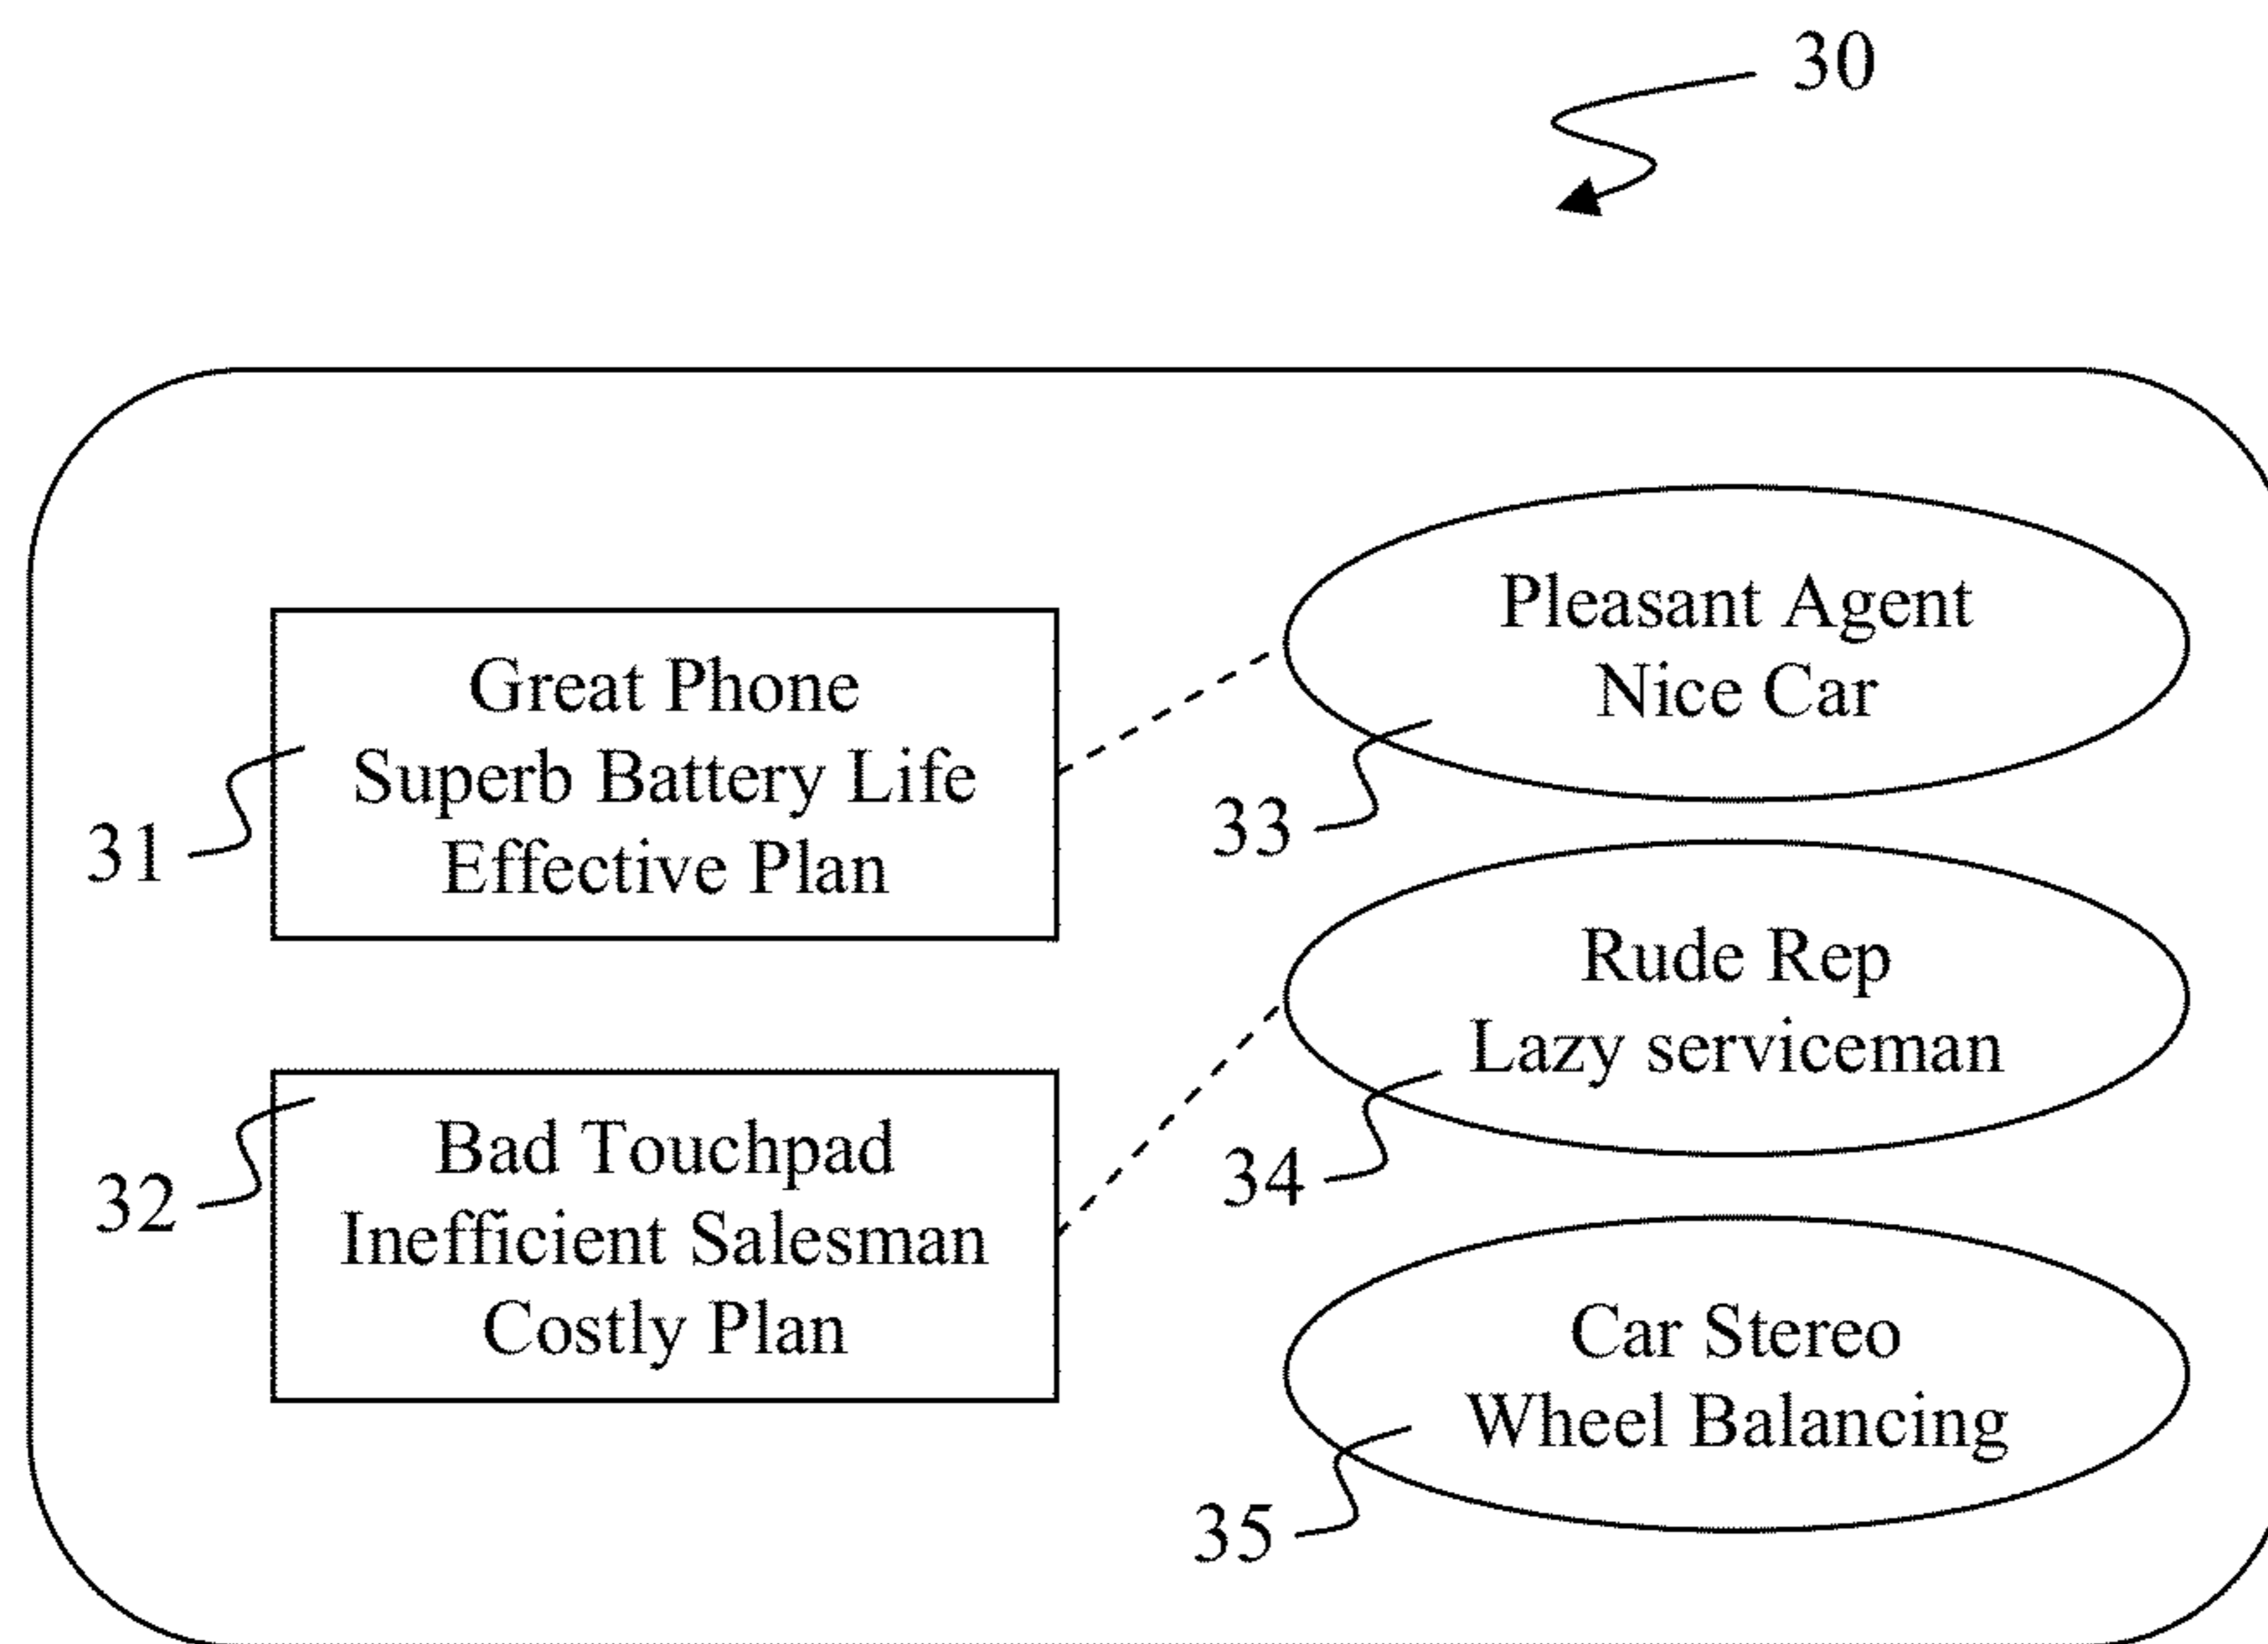 30
Great Phone
Superb Battery Life
Effective Plan
31
Bad Touchpad
Inefficient Salesman
Costly Plan
32
Pleasant Agent
Nice Car
33
Rude Rep
Lazy serviceman
34
Car Stereo
Wheel Balancing
35